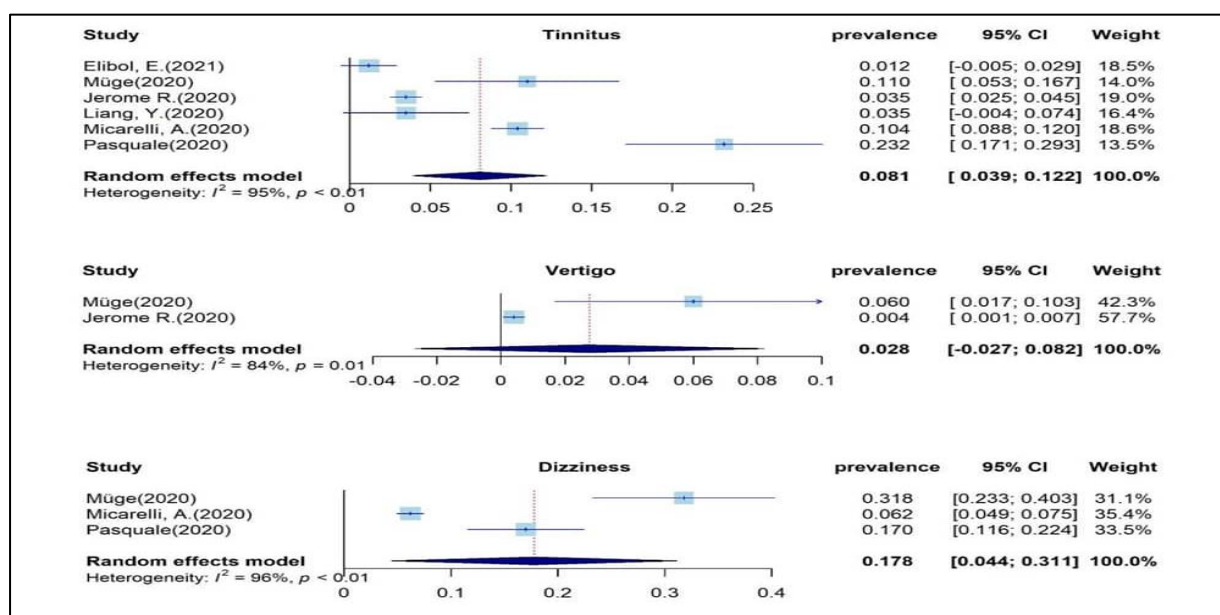 Study Tinnitus prevalence 95% CI Weight
Elibol, E.(2021) 0.012 [-0.005; 0.029] 18.5%
Müge(2020) 0.110 [ 0.053; 0.167] 14.0%
Jerome R.(2020) 0.035 [ 0.025; 0.045] 19.0%
Liang, Y.(2020) 0.035 [-0.004; 0.074] 16.4%
Micarelli, A.(2020) 0.104 [ 0.088; 0.120] 18.6%
Pasquale(2020) 0.232 [ 0.171; 0.293] 13.5%
Random effects model 0.081 [ 0.039; 0.122] 100.0%
Heterogeneity: I² = 95%, p < 0.01
0 0.05 0.1 0.15 0.2 0.25
Study Vertigo prevalence 95% CI Weight
Müge(2020) 0.060 [ 0.017; 0.103] 42.3%
Jerome R.(2020) 0.004 [ 0.001; 0.007] 57.7%
Random effects model 0.028 [-0.027; 0.082] 100.0%
Heterogeneity: I² = 84%, p = 0.01
-0.04 -0.02 0 0.02 0.04 0.06 0.08 0.1
Study Dizziness prevalence 95% CI Weight
Müge(2020) 0.318 [0.233; 0.403] 31.1%
Micarelli, A.(2020) 0.062 [0.049; 0.075] 35.4%
Pasquale(2020) 0.170 [0.116; 0.224] 33.5%
Random effects model 0.178 [0.044; 0.311] 100.0%
Heterogeneity: I² = 96%, p < 0.01
0 0.1 0.2 0.3 0.4